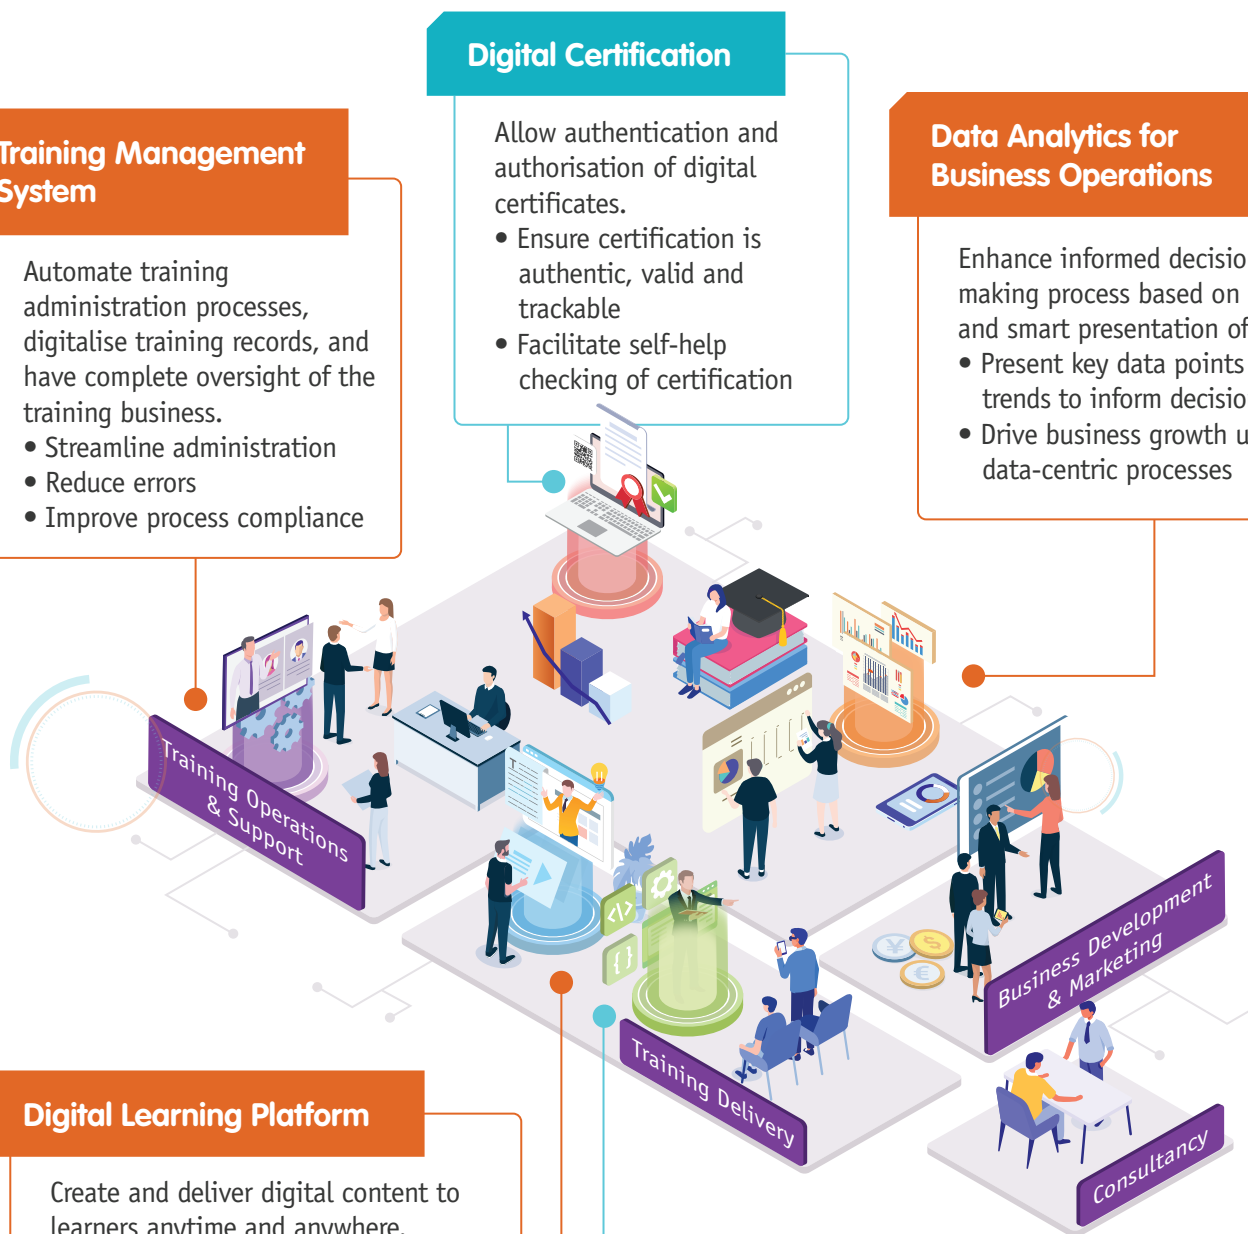 Digital Certification
Allow authentication and
authorisation of digital
certificates.
• Ensure certification is
authentic, valid and
trackable
• Facilitate self-help
checking of certification
Training Management
System
Automate training
administration processes,
digitalise training records, and
have complete oversight of the
training business.
• Streamline administration
• Reduce errors
• Improve process compliance
Data Analytics for
Business Operations
Enhance informed
making process based on
and smart presentation of
• Present key data points
trends to inform
• Drive business growth
data-centric processes
Training Operations
& Support
Business Development
& Marketing
Training Delivery
Consultancy
Digital Learning Platform
Create and deliver digital content to
learners anytime and anywhere.